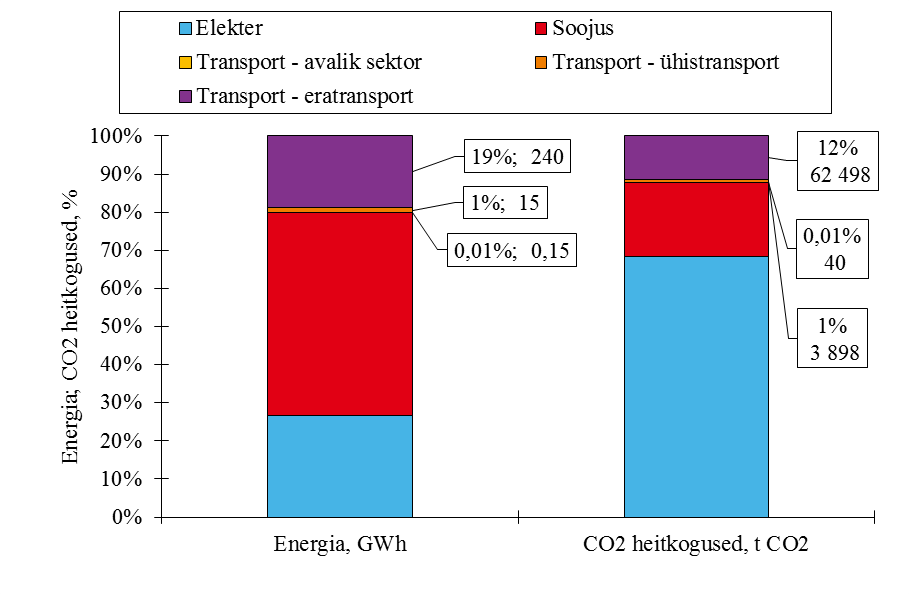 Elekter
Soojus
Transport - avalik sektor
Transport - ühistransport
Transport - eratransport
Energia; CO2 heitkogused, %
100%
90%
80%
70%
60%
50%
40%
30%
20%
10%
0%
19%; 240
1%; 15
0,01%; 0,15
12%
62 498
0,01%
40
1%
3 898
Energia, GWh
CO2 heitkogused, t CO2